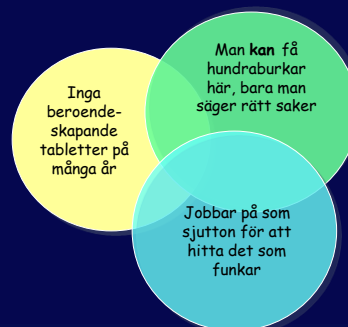 Inga
beroende-
skapande
tabletter på
många år
Man kan få
hundraburkar
här, bara man
säger rätt saker
Jobbar på som
sjutton för att
hitta det som
funkar